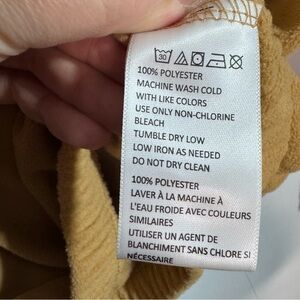 30
100% POLYESTER
MACHINE WASH COLD
WITH LIKE COLORS
USE ONLY NON-CHLORINE
BLEACH
TUMBLE DRY LOW
LOW IRON AS NEEDED
DO NOT DRY CLEAN
100% POLYESTER
LAVER À LA MACHINE À
L'EAU FROIDE AVEC COULEURS
SIMILAIRES
UTILISER UN AGENT DE
BLANCHIMENT SANS CHLORE SI
NÉCESSAIRE